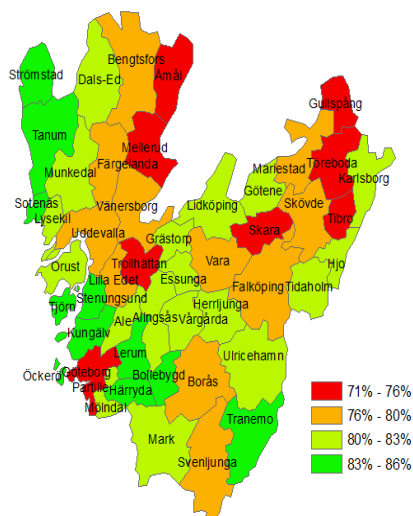 Bengtsfors
Strömstad
Åmål
Dals-Ed
Gullspång
Tanum
Mellerud
Färgelanda
Munkedal
Mariestad
Töreboda
Karlsborg
Götene
Sotenäs
Lysekil
Vänersborg
Lidköping
Skövde
Tibro
Uddevalla
Grästorp
Skara
Orust
Trollhättan
Vara
Hjo
Essunga
Lilla Edet
Falköping
Tidaholm
Stenungsund
Tjörn
Herrljunga
Ale
Alingsås
Vårgårda
Kungälv
Lerum
Ulricehamn
Öckerö
Göteborg
Bollebygd
Partille
Härryda
Borås
Mölndal
Tranemo
Mark
Svenljunga
71% - 76%
76% - 80%
80% - 83%
83% - 86%